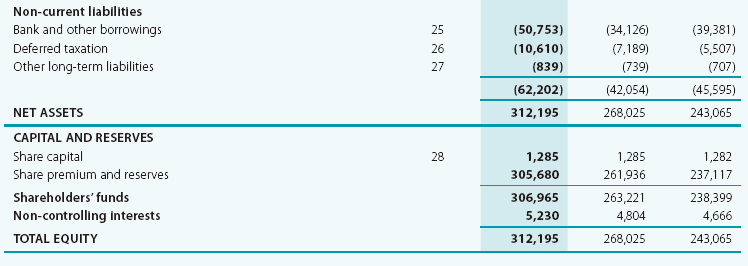 Non-current liabilities
Bank and other borrowings 25 (50,753) (34,126) (39,381)
Deferred taxation 26 (10,610) (7,189) (5,507)
Other long-term liabilities 27 (839) (739) (707)
(62,202) (42,054) (45,595)
NET ASSETS 312,195 268,025 243,065
CAPITAL AND RESERVES
Share capital 28 1,285 1,285 1,282
Share premium and reserves 305,680 261,936 237,117
Shareholders' funds 306,965 263,221 238,399
Non-controlling interests 5,230 4,804 4,666
TOTAL EQUITY 312,195 268,025 243,065